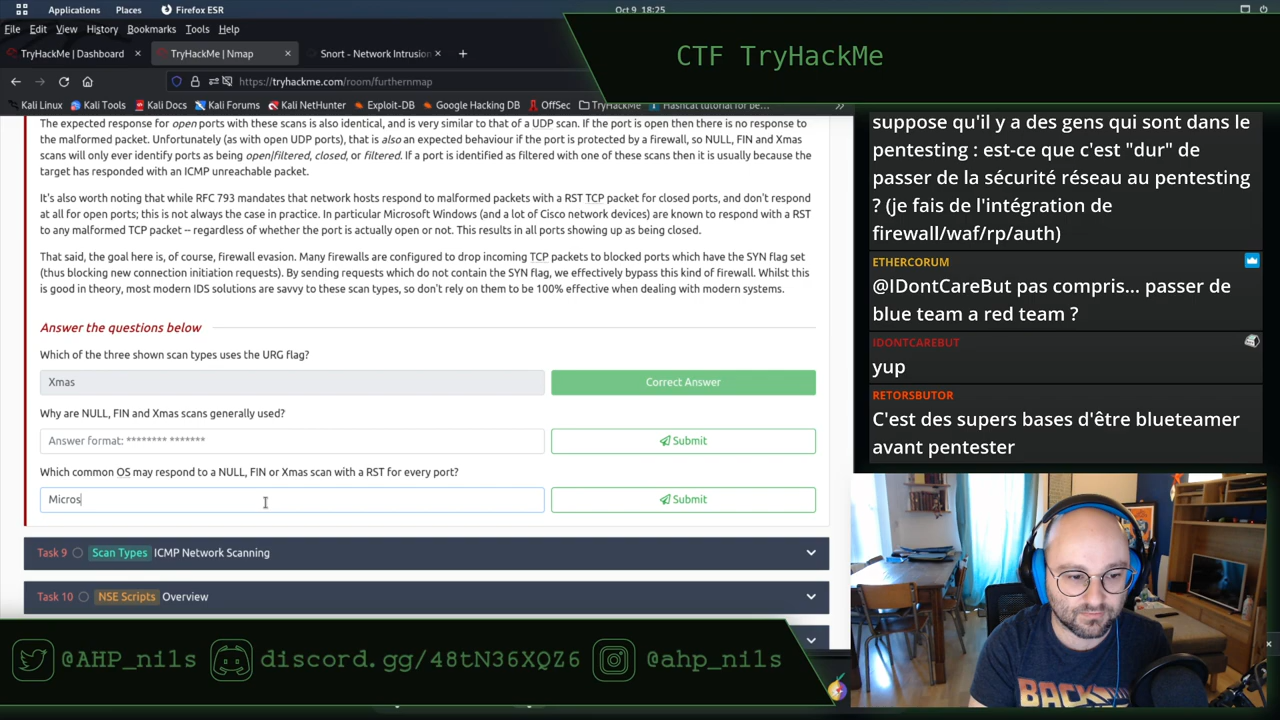 Applications Places Firefox ESR Oct 9 18:25
File Edit View History Bookmarks Tools Help
TryHackMe | Dashboard × TryHackMe | Nmap × Snort - Network Intrusion × +
https://tryhackme.com/room/furthernmap
Kali Linux Kali Tools Kali Docs Kali Forums Kali NetHunter Exploit-DB Google Hacking DB OffSec TryHackMe Hashcat tutorial for be… »
CTF TryHackMe
The expected response for open ports with these scans is also identical, and is very similar to that of a UDP scan. If the port is open then there is no response to
the malformed packet. Unfortunately (as with open UDP ports), that is also an expected behaviour if the port is protected by a firewall, so NULL, FIN and Xmas
scans will only ever identify ports as being open|filtered, closed, or filtered. If a port is identified as filtered with one of these scans then it is usually because the
target has responded with an ICMP unreachable packet.
It's also worth noting that while RFC 793 mandates that network hosts respond to malformed packets with a RST TCP packet for closed ports, and don't respond
at all for open ports; this is not always the case in practice. In particular Microsoft Windows (and a lot of Cisco network devices) are known to respond with a RST
to any malformed TCP packet -- regardless of whether the port is actually open or not. This results in all ports showing up as being closed.
That said, the goal here is, of course, firewall evasion. Many firewalls are configured to drop incoming TCP packets to blocked ports which have the SYN flag set
(thus blocking new connection initiation requests). By sending requests which do not contain the SYN flag, we effectively bypass this kind of firewall. Whilst this
is good in theory, most modern IDS solutions are savvy to these scan types, so don't rely on them to be 100% effective when dealing with modern systems.
Answer the questions below
Which of the three shown scan types uses the URG flag?
Xmas Correct Answer
Why are NULL, FIN and Xmas scans generally used?
Answer format: ******** ******* Submit
Which common OS may respond to a NULL, FIN or Xmas scan with a RST for every port?
Micros Submit
Task 9 Scan Types ICMP Network Scanning
Task 10 NSE Scripts Overview
suppose qu'il y a des gens qui sont dans le
pentesting : est-ce que c'est "dur" de
passer de la sécurité réseau au pentesting
? (je fais de l'intégration de
firewall/waf/rp/auth)
ETHERCORUM
@IDontCareBut pas compris... passer de
blue team a red team ?
IDONTCAREBUT
yup
RETORSBUTOR
C'est des supers bases d'être blueteamer
avant pentester
BACK
@AHP_nils discord.gg/48tN36XQZ6 @ahp_nils